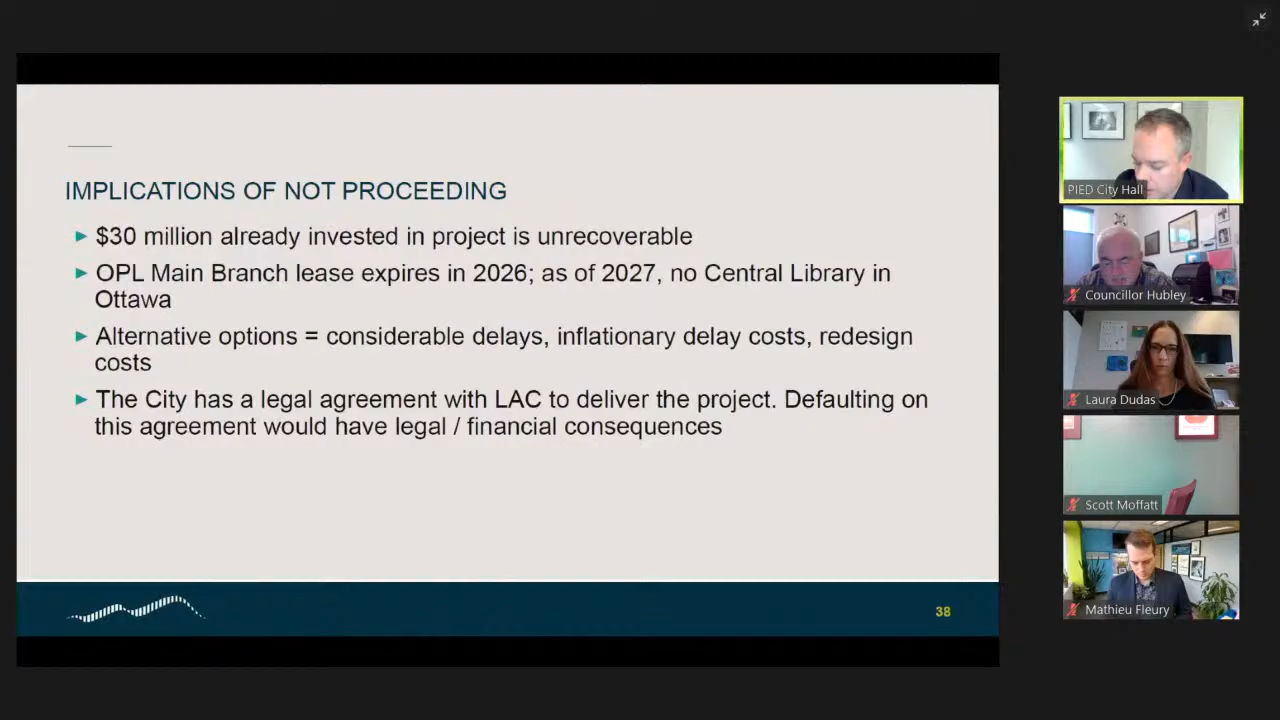 IMPLICATIONS OF NOT PROCEEDING
$30 million already invested in project is unrecoverable
OPL Main Branch lease expires in 2026; as of 2027, no Central Library in
Ottawa
Alternative options = considerable delays, inflationary delay costs, redesign
costs
The City has a legal agreement with LAC to deliver the project. Defaulting on
this agreement would have legal / financial consequences
38
PIED City Hall
Councillor Hubley
Laura Dudas
Scott Moffatt
Mathieu Fleury